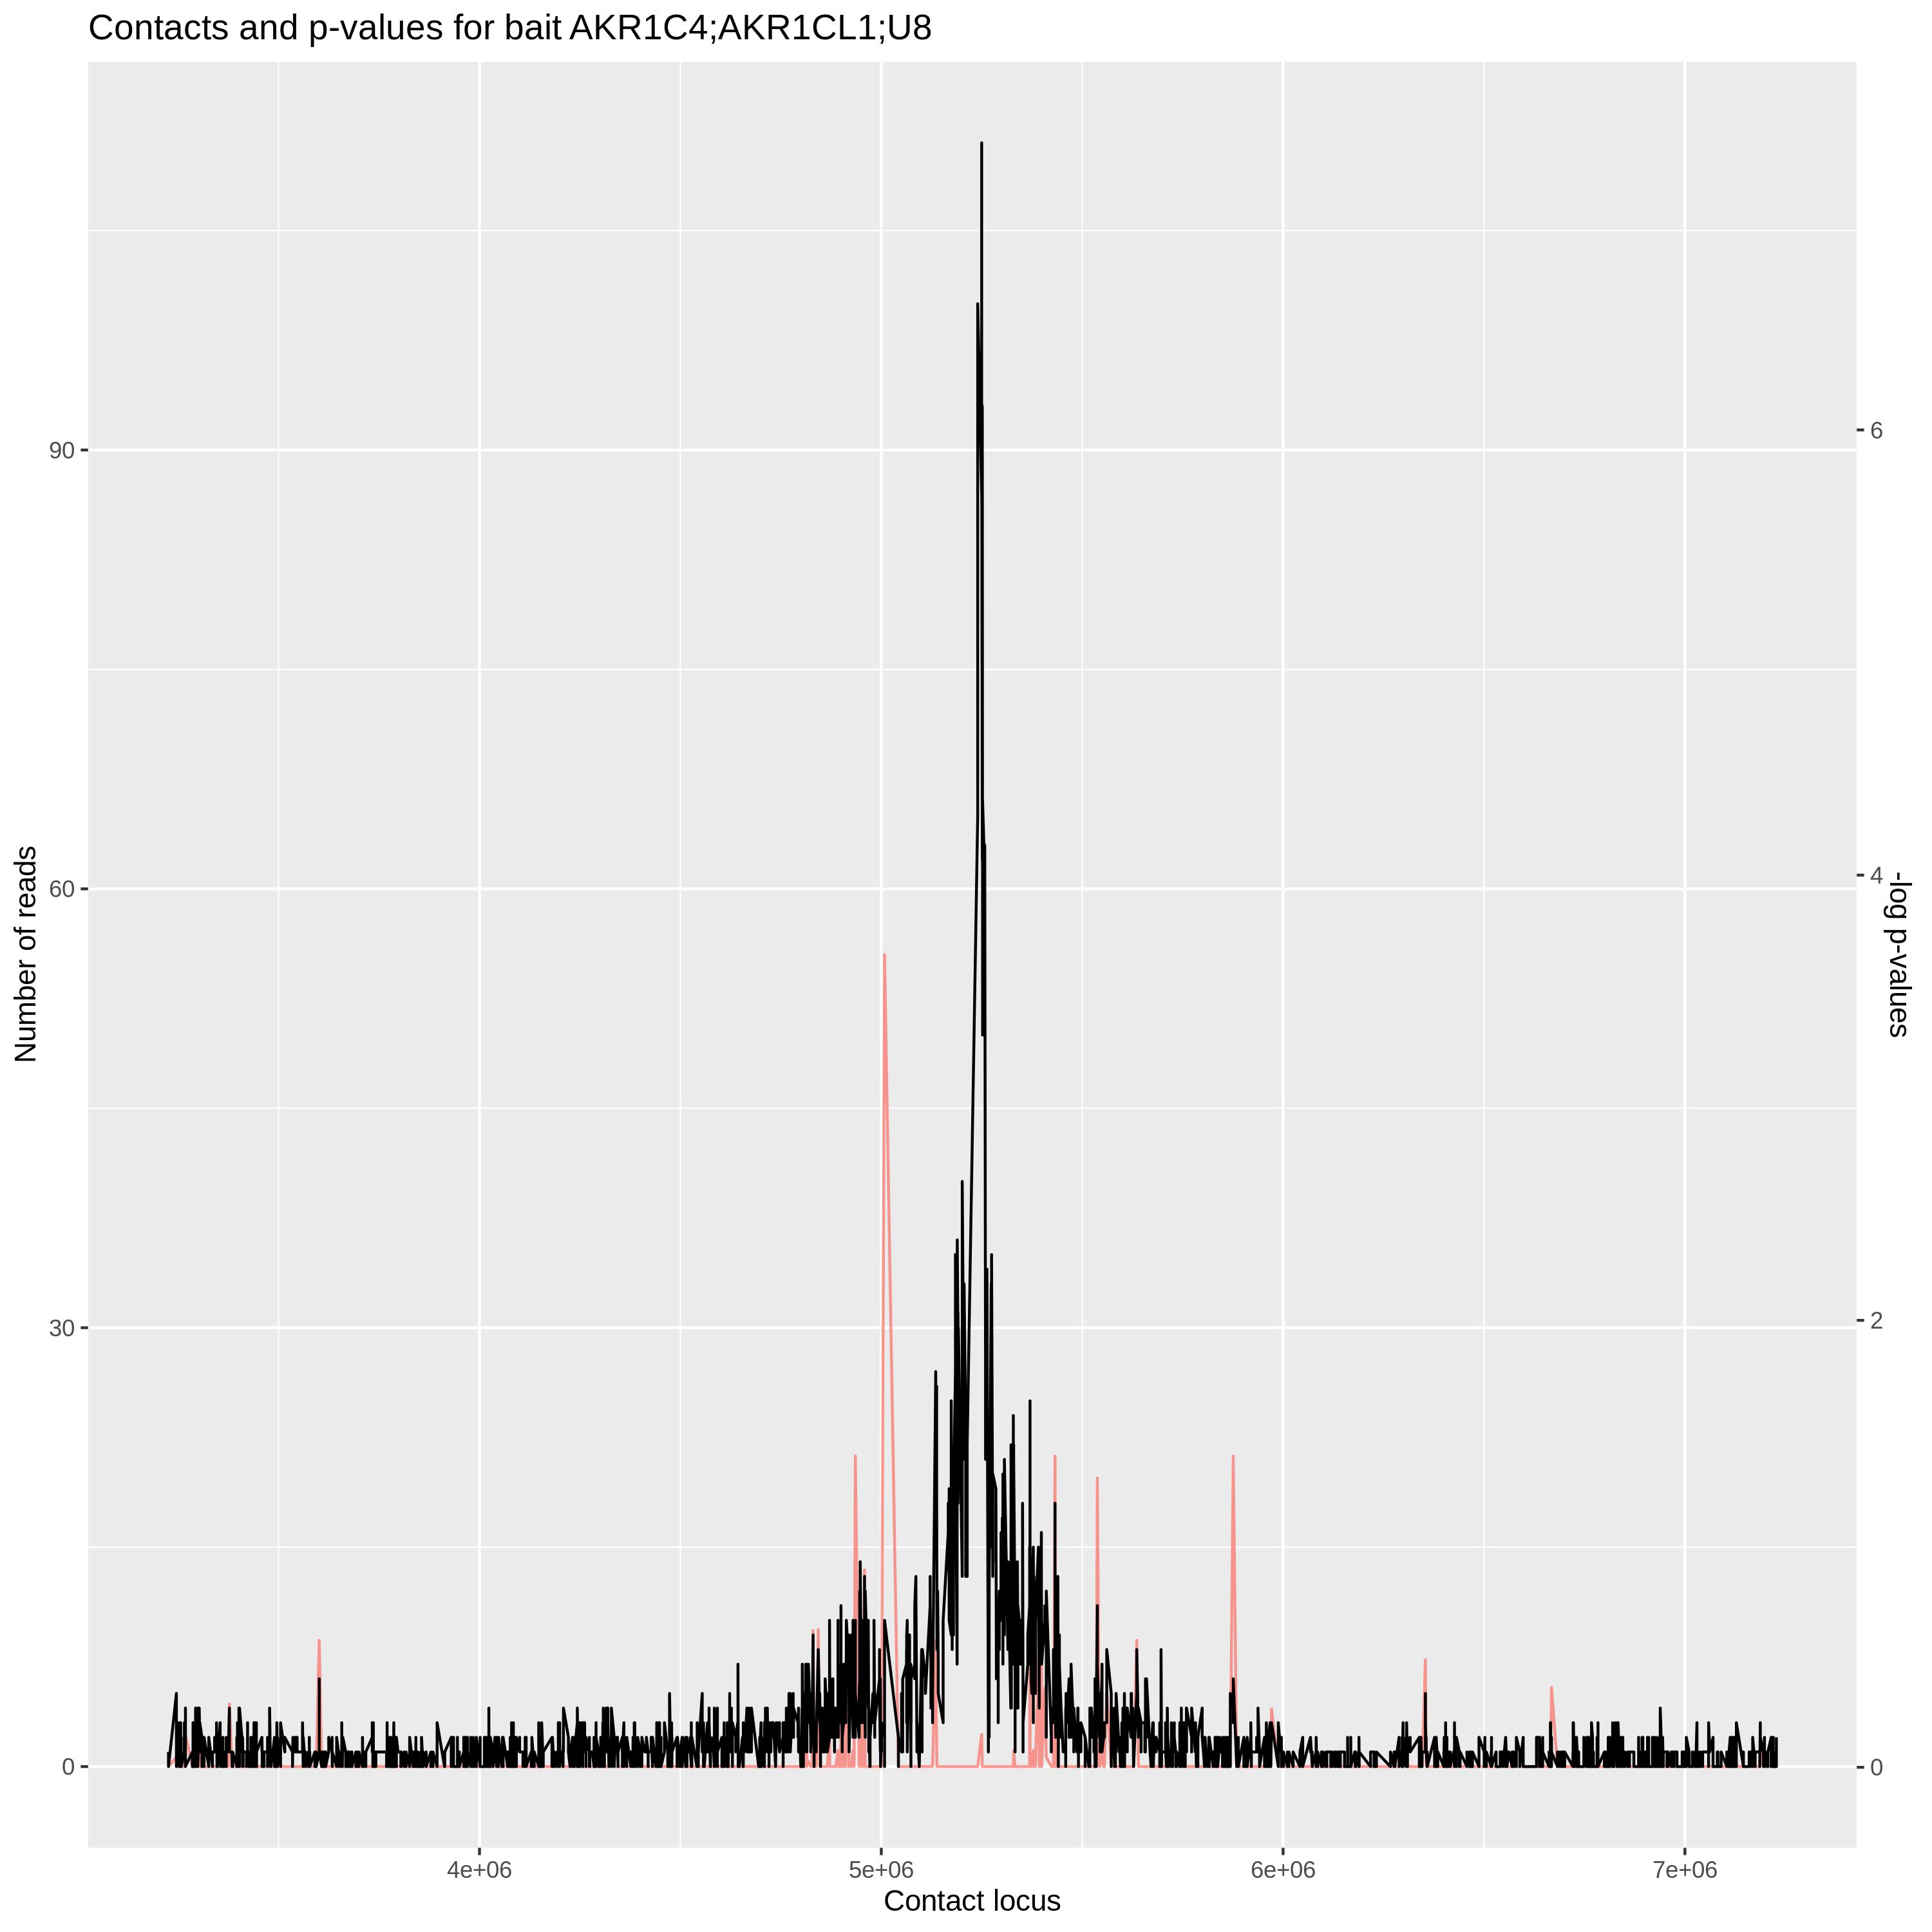 Contacts and p-values for bait AKR1C4;AKR1CL1;U8
90
60
30
0
Number of reads
6
4
2
0
-log p-values
4e+06
5e+06
6e+06
7e+06
Contact locus